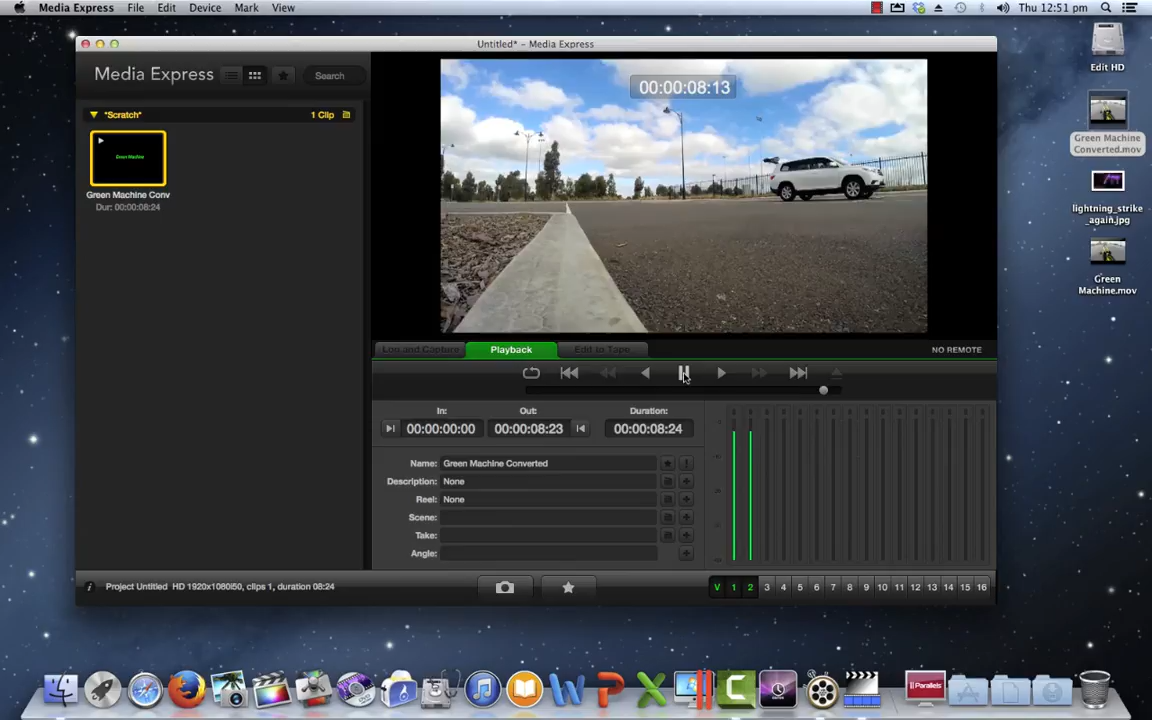 Media Express File Edit Device Mark View Thu 12:51 pm
Untitled* – Media Express
Media Express
Search
*Scratch* 1 Clip
Green Machine
Green Machine Conv
Dur: 00:00:08:24
00:00:08:13
Log and Capture Playback Edit to Tape NO REMOTE
In: Out: Duration:
00:00:00:00 00:00:08:23 00:00:08:24
Name: Green Machine Converted
Description: None
Reel: None
Scene:
Take:
Angle:
Project Untitled HD 1920x1080i50, clips 1, duration 08:24
V 1 2 3 4 5 6 7 8 9 10 11 12 13 14 15 16
Edit HD
Green Machine
Converted.mov
lightning_strike
_again.jpg
Green
Machine.mov
Parallels